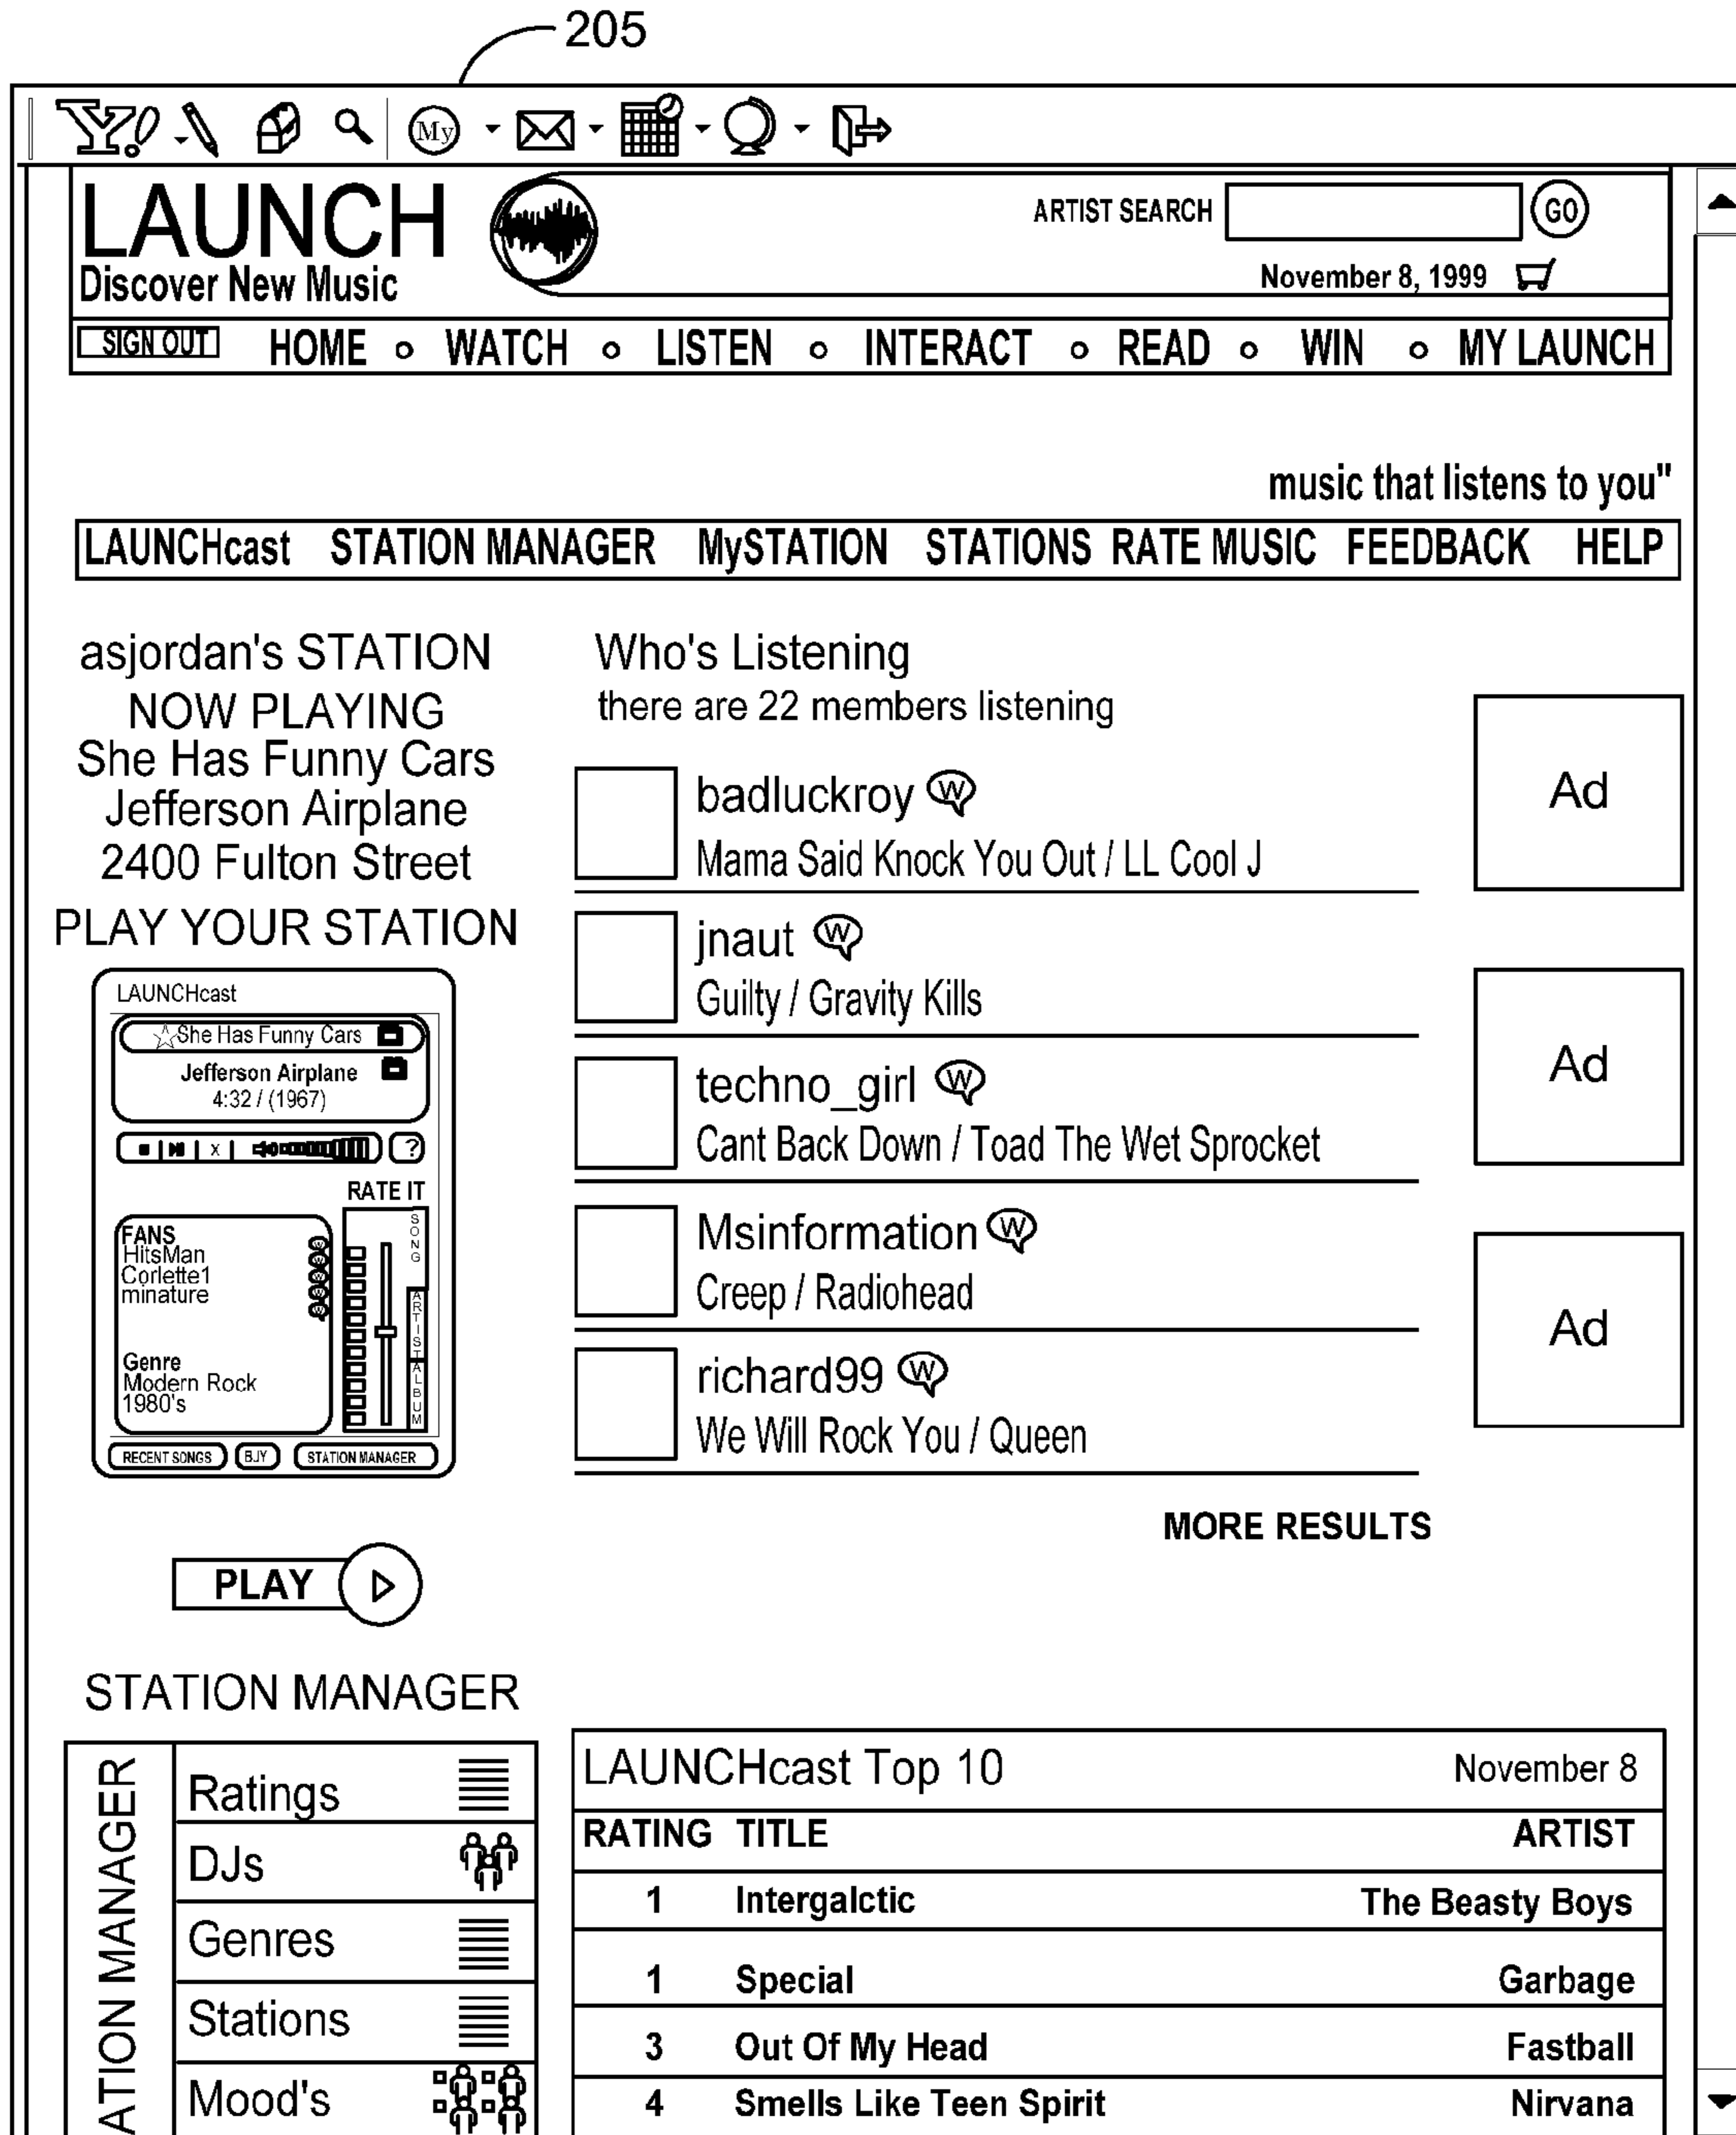 205
Y!
My
LAUNCH
Discover New Music
ARTIST SEARCH
GO
November 8, 1999
SIGN OUT HOME WATCH LISTEN INTERACT READ WIN MY LAUNCH
music that listens to you"
LAUNCHcast STATION MANAGER MySTATION STATIONS RATE MUSIC FEEDBACK HELP
asjordan's STATION
NOW PLAYING
She Has Funny Cars
Jefferson Airplane
2400 Fulton Street
PLAY YOUR STATION
LAUNCHcast
She Has Funny Cars
Jefferson Airplane
4:32 / (1967)
x
?
RATE IT
SONG
ARTIST
ALBUM
FANS
HitsMan
Corlette1
minature
Genre
Modern Rock
1980's
RECENT SONGS BJY STATION MANAGER
PLAY
Who's Listening
there are 22 members listening
badluckroy W
Mama Said Knock You Out / LL Cool J
jnaut W
Guilty / Gravity Kills
techno_girl W
Cant Back Down / Toad The Wet Sprocket
Msinformation W
Creep / Radiohead
richard99 W
We Will Rock You / Queen
MORE RESULTS
Ad
Ad
Ad
STATION MANAGER
ATION MANAGER
Ratings
DJs
Genres
Stations
Mood's
LAUNCHcast Top 10 November 8
RATING TITLE ARTIST
1 Intergalctic The Beasty Boys
1 Special Garbage
3 Out Of My Head Fastball
4 Smells Like Teen Spirit Nirvana